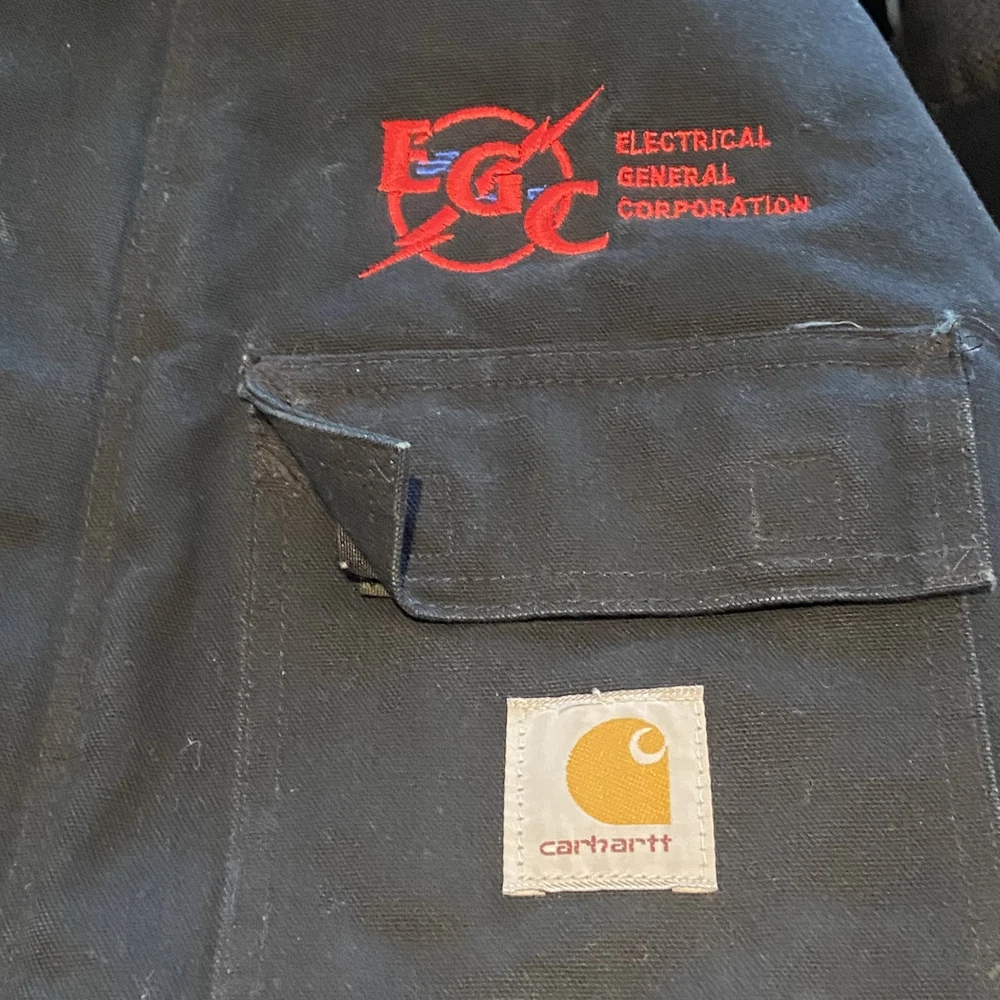 EGC
ELECTRICAL
GENERAL
CORPORATION
carhartt